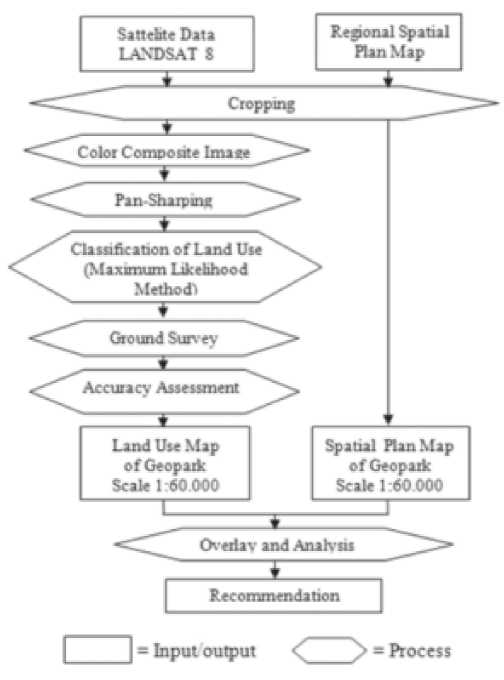 Sattelite Data
LANDSAT 8
Regional Spatial
Plan Map
Cropping
Color Composite Image
Pan-Sharping
Classification of Land Use
(Maximum Likelihood
Method)
Ground Survey
Accuracy Assessment
Land Use Map
of Geopark
Scale 1:60.000
Spatial Plan Map
of Geopark
Scale 1:60.000
Overlay and Analysis
Recommendation
= Input/output
= Process